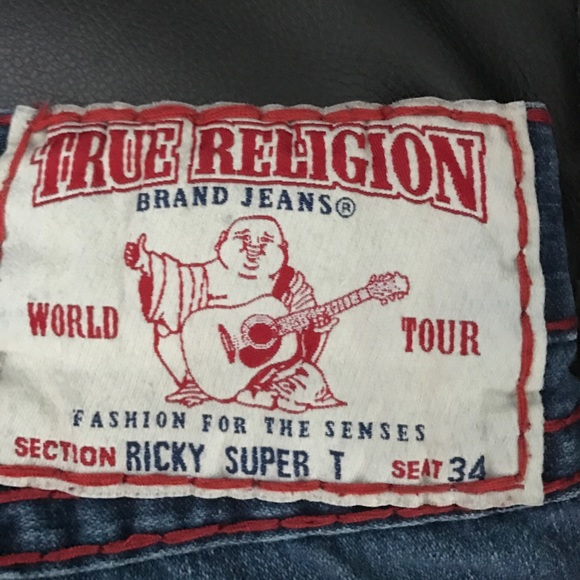 TRUE RELIGION
BRAND JEANS®
WORLD TOUR
FASHION FOR THE SENSES
SECTION RICKY SUPER T SEAT 34